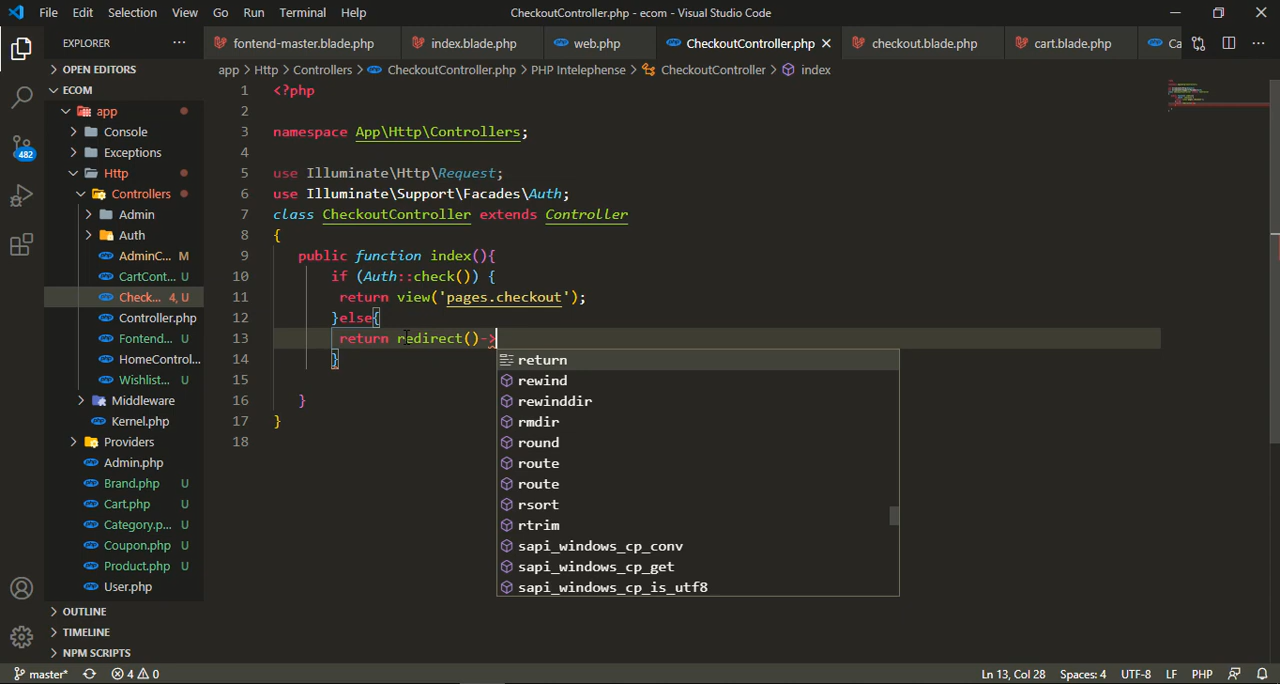 File Edit Selection View Go Run Terminal Help CheckoutController.php - ecom - Visual Studio Code
EXPLORER ··· fontend-master.blade.php index.blade.php web.php CheckoutController.php checkout.blade.php cart.blade.php Ca
OPEN EDITORS app > Http > Controllers > CheckoutController.php > PHP Intelephense > CheckoutController > index
ECOM 1 <?php
app 2
Console 3 namespace App\Http\Controllers;
Exceptions 4
Http 5 use Illuminate\Http\Request;
Controllers 6 use Illuminate\Support\Facades\Auth;
Admin 7 class CheckoutController extends Controller
Auth 8 {
AdminC... M 9 public function index(){
CartCont... U 10 if (Auth::check()) {
Check... 4, U 11 return view('pages.checkout');
Controller.php 12 }else{
Fontend... U 13 return redirect()->
HomeControl... 14 }
Wishlist... U 15
Middleware 16 }
Kernel.php 17 }
Providers 18
Admin.php
Brand.php U
Cart.php U
Category.p... U
Coupon.php U
Product.php U
User.php
return
rewind
rewinddir
rmdir
round
route
route
rsort
rtrim
sapi_windows_cp_conv
sapi_windows_cp_get
sapi_windows_cp_is_utf8
482
OUTLINE
TIMELINE
NPM SCRIPTS
master* 4 0 Ln 13, Col 28 Spaces: 4 UTF-8 LF PHP